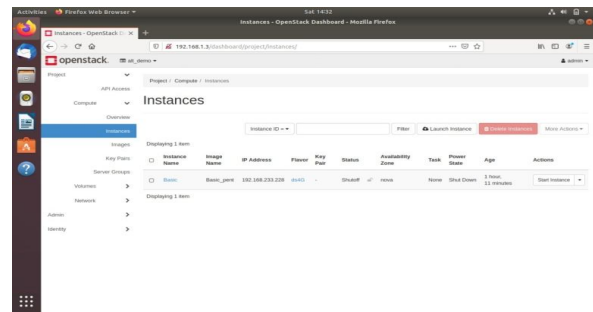 Activities
Firefox Web Browser
Sat 14:32
Instances - OpenStack Dashboard - Mozilla Firefox
Instances - OpenStack D
192.168.1.3/dashboard/project/instances/
openstack.
alt_demo
admin
Project
API Access
Compute
Overview
Instances
Images
Key Pairs
Server Groups
Volumes
Network
Admin
Identity
Project / Compute / Instances
Instances
Instance ID =
Filter
Launch Instance
Delete Instances
More Actions
Displaying 1 item
Instance Name Image Name IP Address Flavor Key Pair Status Availability Zone Task Power State Age Actions
Basic Basic_pent 192.168.233.228 ds4G - Shutoff nova None Shut Down 1 hour, 11 minutes Start Instance
Displaying 1 item